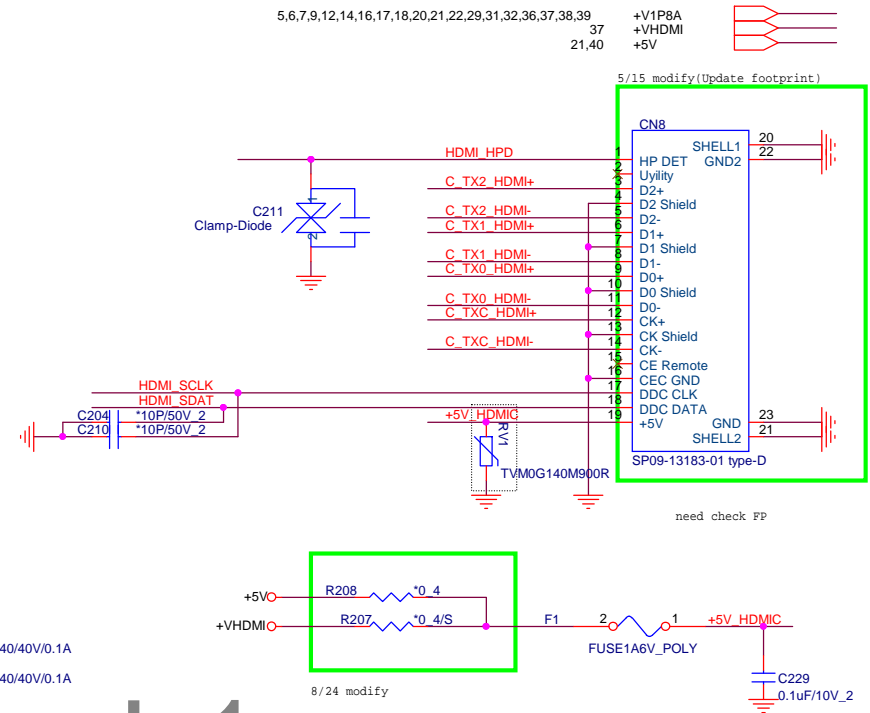 5,6,7,9,12,14,16,17,18,20,21,22,29,31,32,36,37,38,39 +V1P8A
37 +VHDMI
21,40 +5V
5/15 modify(Update footprint)
CN8
SHELL1 20
GND2 22
HDMI_HPD 1 HP DET
2 Uyility
C_TX2_HDMI+ 3 D2+
4 D2 Shield
C_TX2_HDMI- 5 D2-
C_TX1_HDMI+ 6 D1+
7 D1 Shield
C_TX1_HDMI- 8 D1-
C_TX0_HDMI+ 9 D0+
10 D0 Shield
C_TX0_HDMI- 11 D0-
C_TXC_HDMI+ 12 CK+
13 CK Shield
C_TXC_HDMI- 14 CK-
15 CE Remote
16 CEC GND
HDMI_SCLK 17 DDC CLK
HDMI_SDAT 18 DDC DATA
+5V_HDMIC 19 +5V
GND 23
SHELL2 21
SP09-13183-01 type-D
1
C211
Clamp-Diode
2
C204 *10P/50V_2
C210 *10P/50V_2
RV1
TVM0G140M900R
need check FP
+5V R208 *0_4
+VHDMI R207 *0_4/S
F1 2 1 +5V_HDMIC
FUSE1A6V_POLY
40/40V/0.1A
40/40V/0.1A
8/24 modify
C229
0.1uF/10V_2